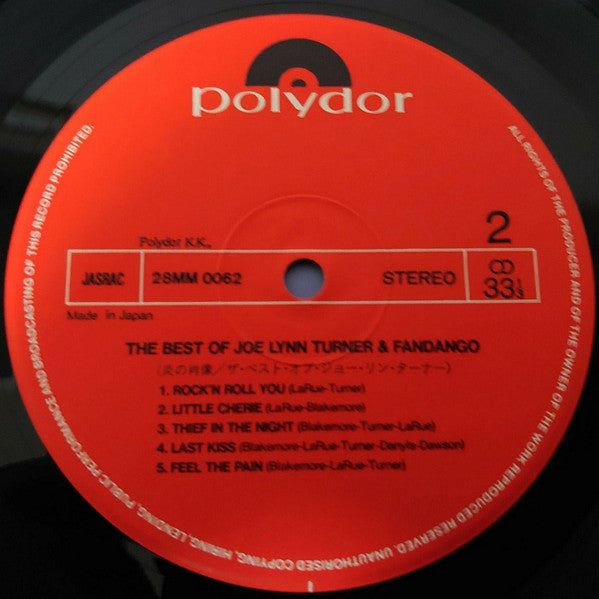 polydor
2
Polydor K.K.,
JASRAC
28MM 0062
STEREO
33 1/3
Made in Japan
THE BEST OF JOE LYNN TURNER & FANDANGO
(炎の肖像/ザ・ベスト・オブ・ジョー・リン・ターナー)
1. ROCK'N ROLL YOU (LaRue-Turner)
2. LITTLE CHERIE (LaRue-Blakemore)
3. THIEF IN THE NIGHT (Blakemore-Turner-LaRue)
4. LAST KISS (Blakemore-LaRue-Turner-Danyls-Dawson)
5. FEEL THE PAIN (Blakemore-LaRue-Turner)
ALL RIGHTS OF THE PRODUCER AND OF THE OWNER OF THE WORK REPRODUCED RESERVED. UNAUTHORISED COPYING, HIRING, LENDING, PUBLIC PERFORMANCE AND BROADCASTING OF THIS RECORD PROHIBITED.